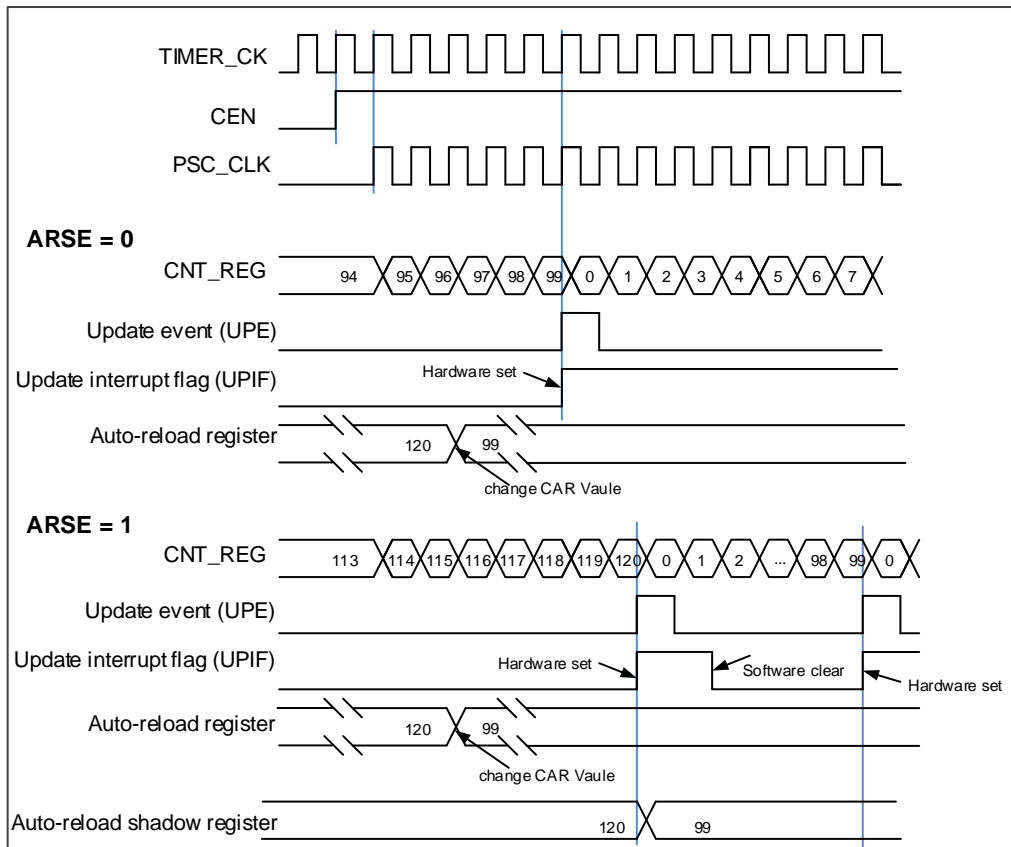 TIMER_CK
CEN
PSC_CLK
ARSE = 0
CNT_REG 94 95 96 97 98 99 0 1 2 3 4 5 6 7
Update event (UPE)
Hardware set
Update interrupt flag (UPIF)
Auto-reload register 120 99
change CAR Vaule
ARSE = 1
CNT_REG 113 114 115 116 117 118 119 120 0 1 2 ... 98 99 0
Update event (UPE)
Update interrupt flag (UPIF) Hardware set Software clear
Hardware set
Auto-reload register 120 99
change CAR Vaule
Auto-reload shadow register 120 99